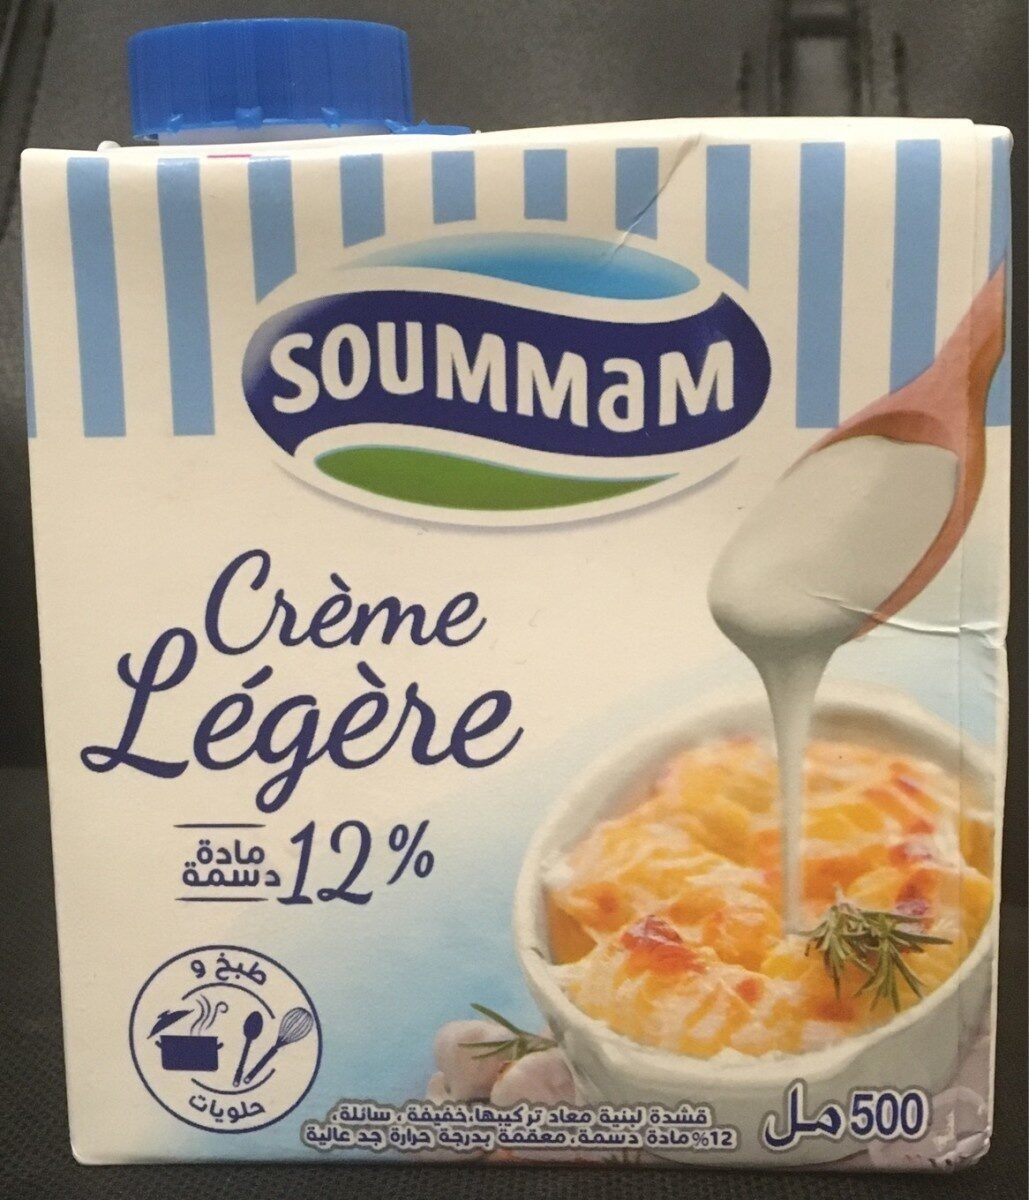 SOUMMaM
Crème
Légère
12%
مادة
دسمة
طبخ و
حلويات
قشدة لبنية معاد تركيبها،خفيفة ، سائلة،
12%مادة دسمة، معقمة بدرجة حرارة جد عالية
500 مل